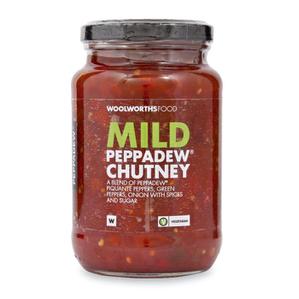 WOOLWORTHSFOOD
MILD
PEPPADEW®
CHUTNEY
A BLEND OF PEPPADEW®
PIQUANTE PEPPERS, GREEN
PEPPERS, ONION WITH SPICES
AND SUGAR
W
VEGETARIAN